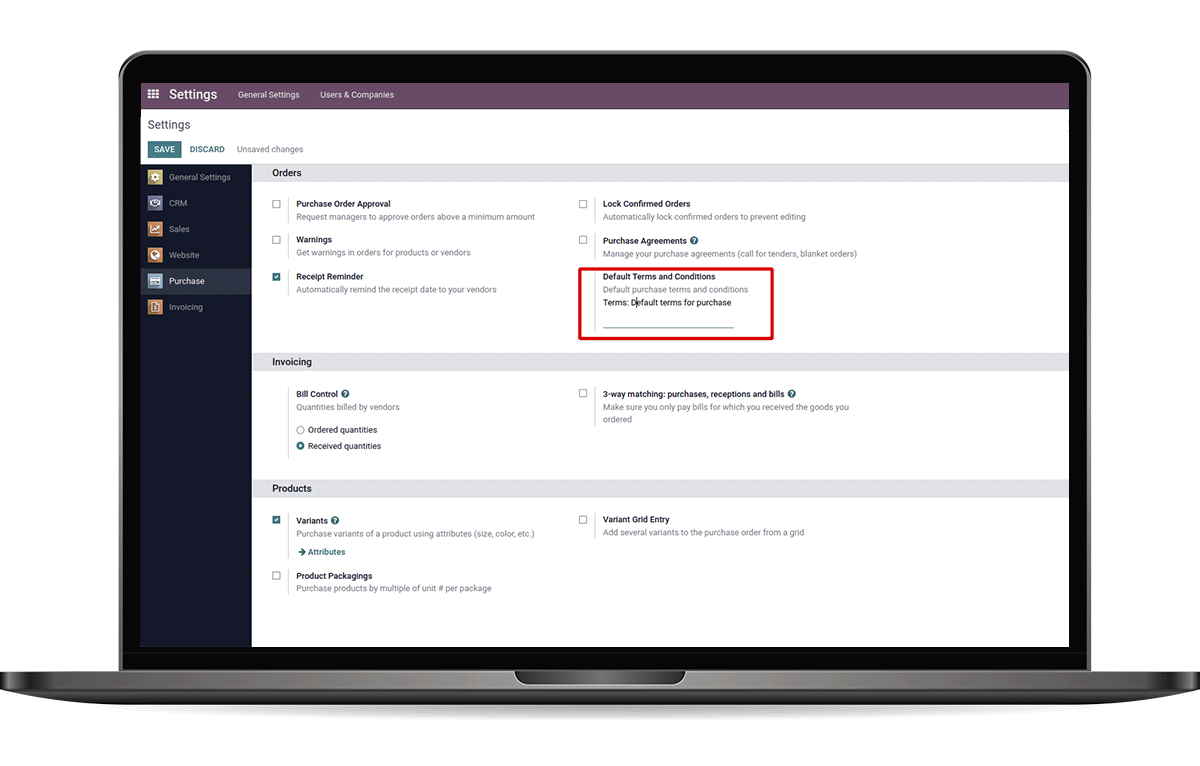 Settings General Settings Users & Companies
Settings
SAVE DISCARD Unsaved changes
General Settings
CRM
Sales
Website
Purchase
Invoicing
Orders
Purchase Order Approval
Request managers to approve orders above a minimum amount
Lock Confirmed Orders
Automatically lock confirmed orders to prevent editing
Warnings
Get warnings in orders for products or vendors
Purchase Agreements ?
Manage your purchase agreements (call for tenders, blanket orders)
Receipt Reminder
Automatically remind the receipt date to your vendors
Default Terms and Conditions
Default purchase terms and conditions
Terms: Default terms for purchase
Invoicing
Bill Control ?
Quantities billed by vendors
Ordered quantities
Received quantities
3-way matching: purchases, receptions and bills ?
Make sure you only pay bills for which you received the goods you
ordered
Products
Variants ?
Purchase variants of a product using attributes (size, color, etc.)
Attributes
Variant Grid Entry
Add several variants to the purchase order from a grid
Product Packagings
Purchase products by multiple of unit # per package